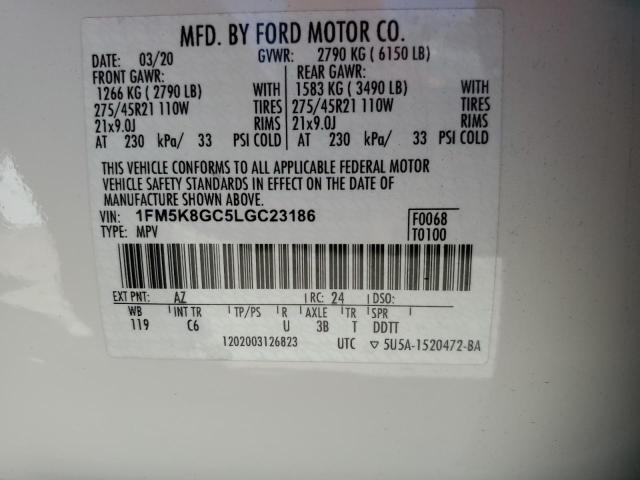 MFD. BY FORD MOTOR CO.
DATE: 03/20 GVWR: 2790 KG ( 6150 LB)
FRONT GAWR: REAR GAWR:
1266 KG ( 2790 LB) WITH 1583 KG ( 3490 LB) WITH
275/45R21 110W TIRES 275/45R21 110W TIRES
21x9.0J RIMS 21x9.0J RIMS
AT 230 kPa/ 33 PSI COLD AT 230 kPa/ 33 PSI COLD
THIS VEHICLE CONFORMS TO ALL APPLICABLE FEDERAL MOTOR
VEHICLE SAFETY STANDARDS IN EFFECT ON THE DATE OF
MANUFACTURE SHOWN ABOVE.
VIN: 1FM5K8GC5LGC23186 F0068
TYPE: MPV T0100
EXT PNT: AZ RC: 24 DSO:
WB INT TR TP/PS R AXLE TR SPR
119 C6 U 3B T DDTT
1202003126823 UTC ▽ 5U5A-1520472-BA